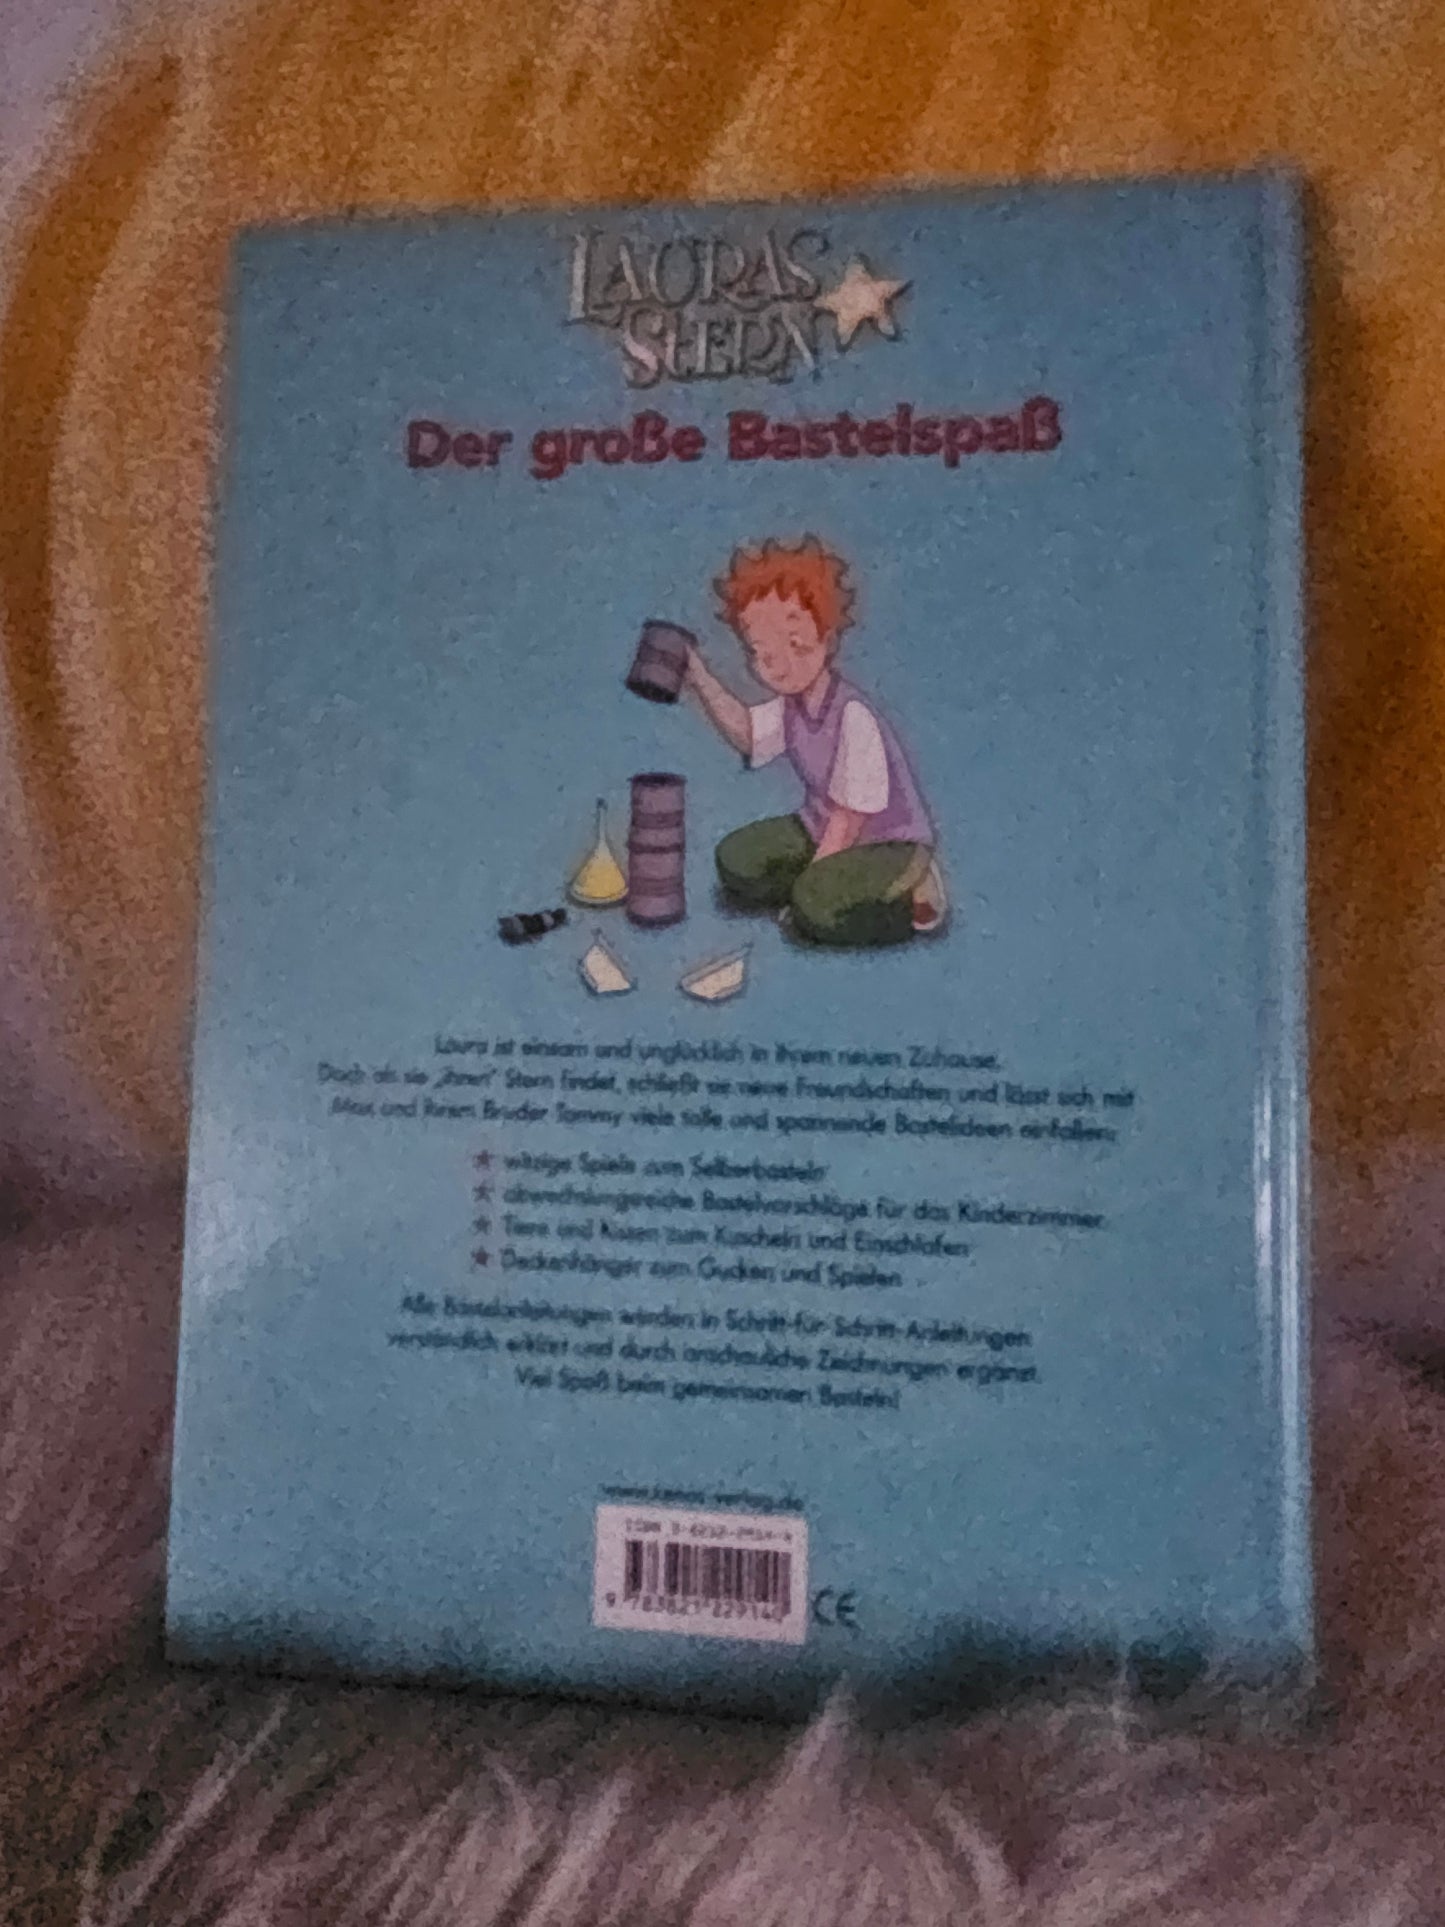 LAURAS
STERN
Der große Bastelspaß
Laura ist einsam und unglücklich in ihrem neuen Zuhause.
Doch als sie „ihren“ Stern findet, schließt sie neue Freundschaften und lässt sich mit
Max und ihrem Bruder Tommy viele tolle und spannende Bastelideen einfallen:
witzige Spiele zum Selberbasteln
abwechslungsreiche Bastelvorschläge für das Kinderzimmer
Tiere und Kissen zum Kuscheln und Einschlafen
Deckenhänger zum Gucken und Spielen
Alle Bastelanleitungen werden in Schritt-für-Schritt-Anleitungen
verständlich erklärt und durch anschauliche Zeichnungen ergänzt.
Viel Spaß beim gemeinsamen Basteln!
ISBN
CE